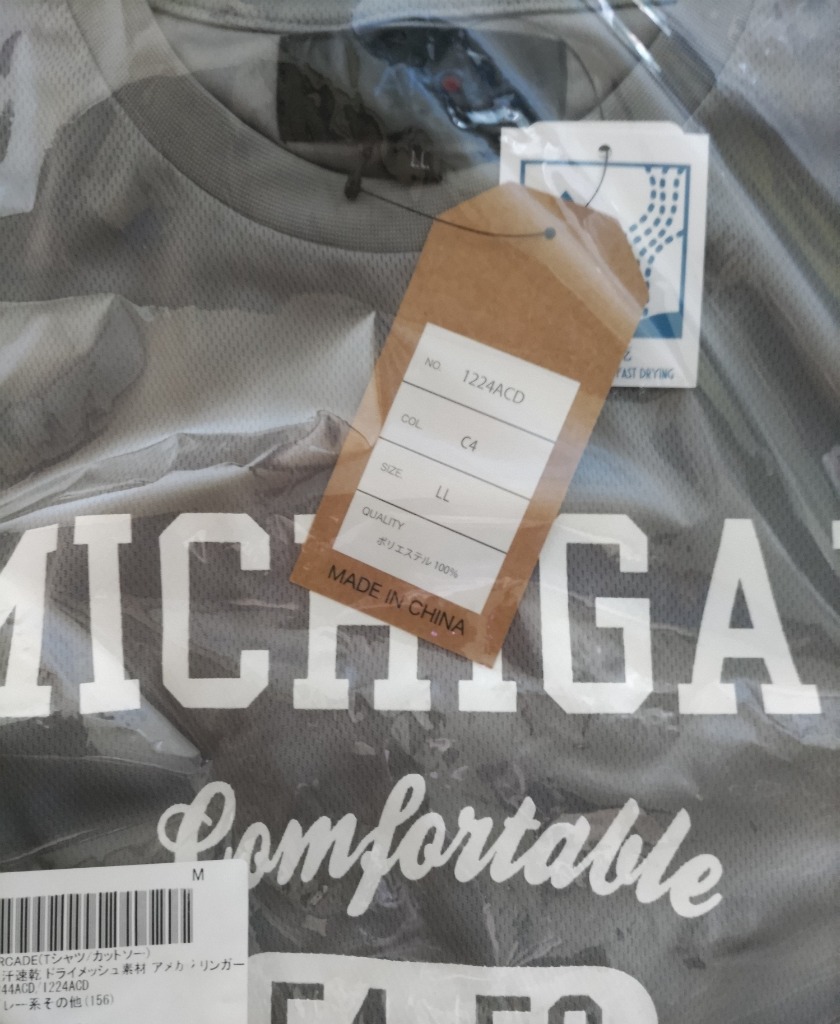 LL
FAST DRYING
NO. 1224ACD
COL. C4
SIZE. LL
QUALITY
ポリエステル 100%
MADE IN CHINA
MICHIGA
Comfortable
M
RCADE(Tシャツ/カットソー)
汗速乾 ドライメッシュ素材 アメカ リンガー
44ACD/1224ACD
レー系その他(156)